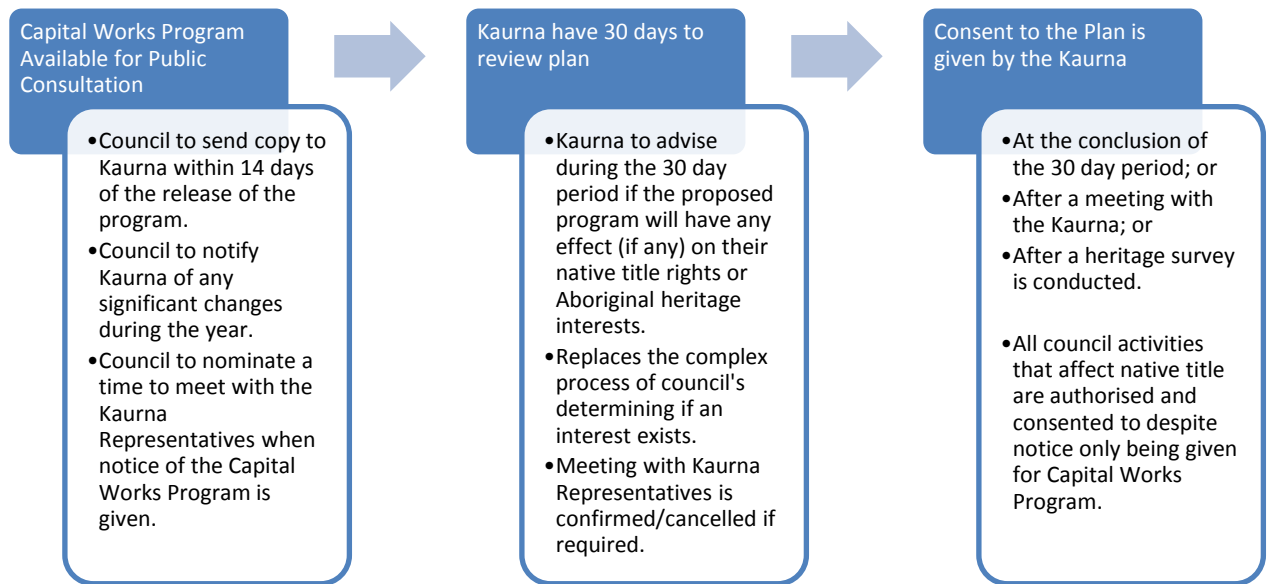 Capital Works Program
Available for Public
Consultation
•Council to send copy to
Kaurna within 14 days
of the release of the
program.
•Council to notify
Kaurna of any
significant changes
during the year.
•Council to nominate a
time to meet with the
Kaurna
Representatives when
notice of the Capital
Works Program is
given.
Kaurna have 30 days to
review plan
•Kaurna to advise
during the 30 day
period if the proposed
program will have any
effect (if any) on their
native title rights or
Aboriginal heritage
interests.
•Replaces the complex
process of council's
determining if an
interest exists.
•Meeting with Kaurna
Representatives is
confirmed/cancelled if
required.
Consent to the Plan is
given by the Kaurna
•At the conclusion of
the 30 day period; or
•After a meeting with
the Kaurna; or
•After a heritage survey
is conducted.
•All council activities
that affect native title
are authorised and
consented to despite
notice only being given
for Capital Works
Program.